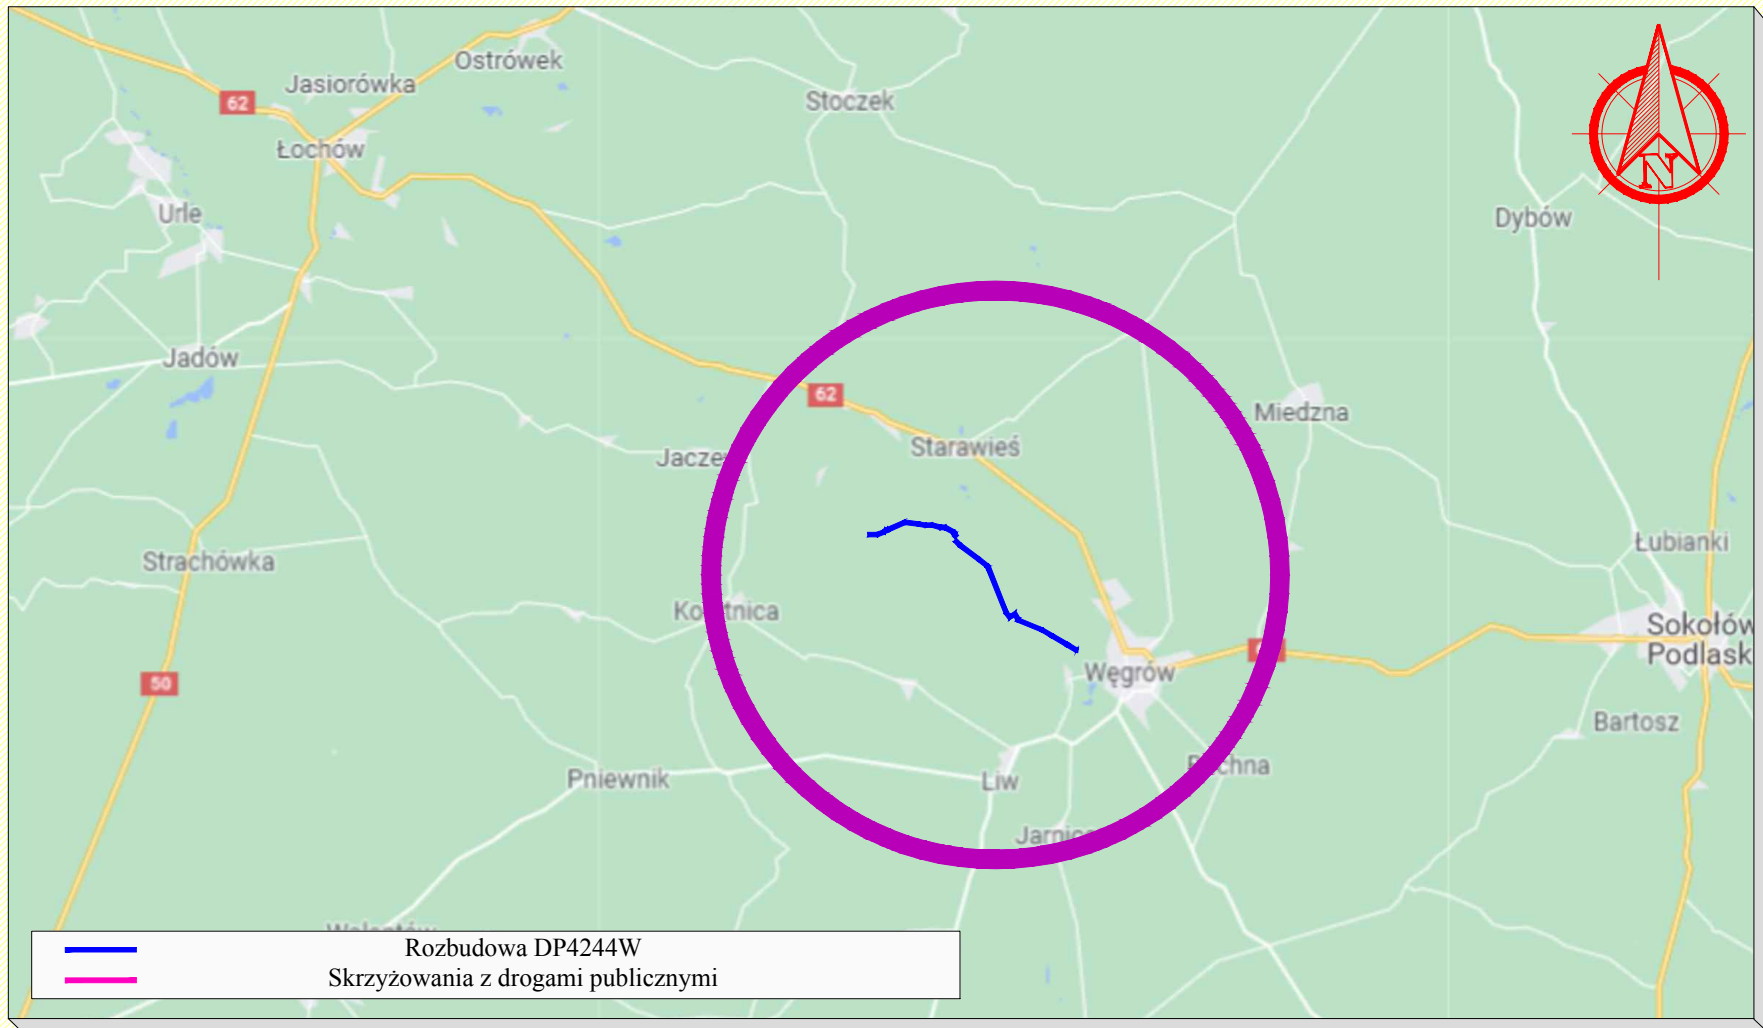 Ostrówek
Jasiorówka
62
Stoczek
Łochów
N
Urle
Dybów
Jadów
62
Miedzna
Starawieś
Łubianki
Strachówka
Sokołów
Podlask
Węgrów
50
Bartosz
Pniewnik
Liw
Rozbudowa DP4244W
Skrzyżowania z drogami publicznymi